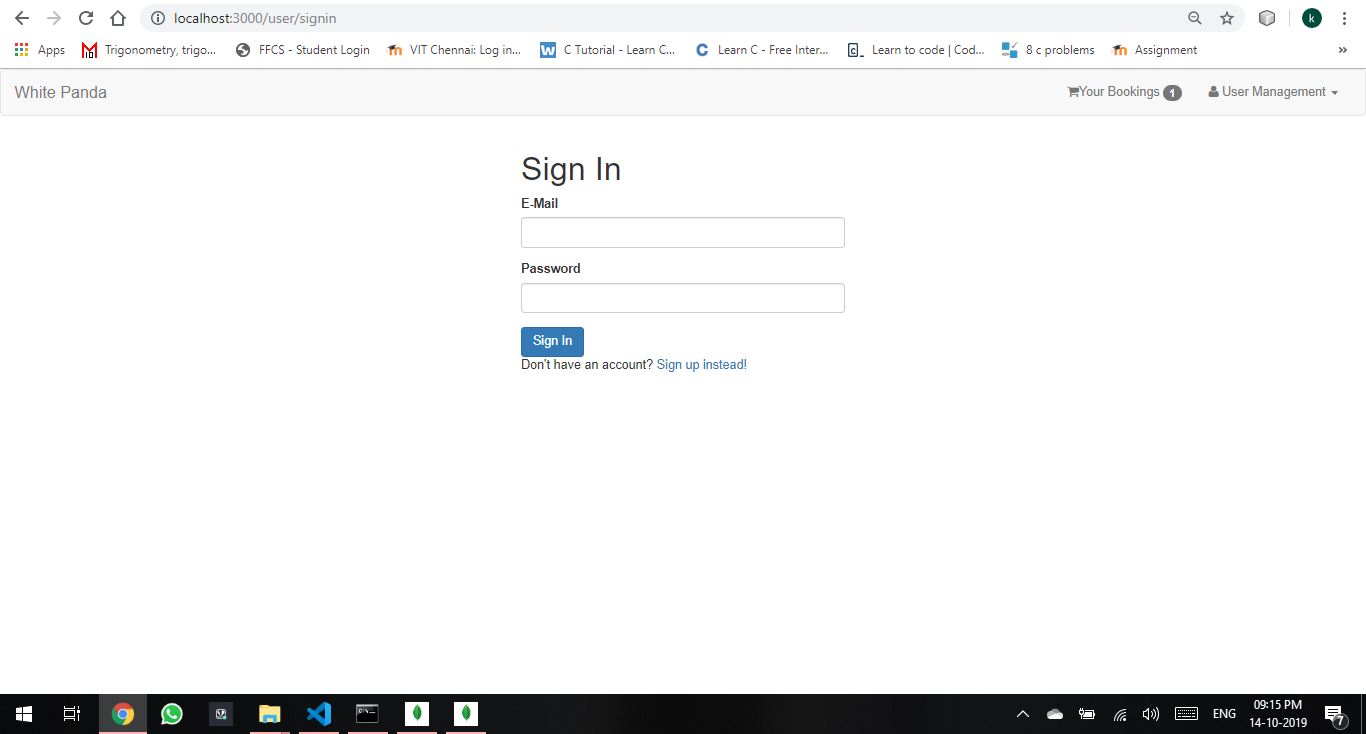 localhost:3000/user/signin
k
Apps Trigonometry, trigo... FFCS - Student Login VIT Chennai: Log in... C Tutorial - Learn C... Learn C - Free Inter... Learn to code | Cod... 8 c problems Assignment »
White Panda Your Bookings 1 User Management
Sign In
E-Mail
Password
Sign In
Don't have an account? Sign up instead!
ENG
09:15 PM
14-10-2019
7